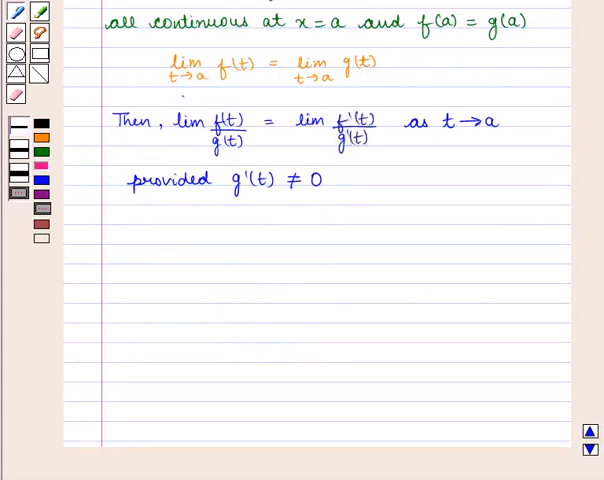 all continuous at x = a and f(a) = g(a)
lim t→a f(t) = lim t→a g(t)
Then, lim f(t)/g(t) = lim f'(t)/g'(t) as t→a
provided g'(t) ≠ 0